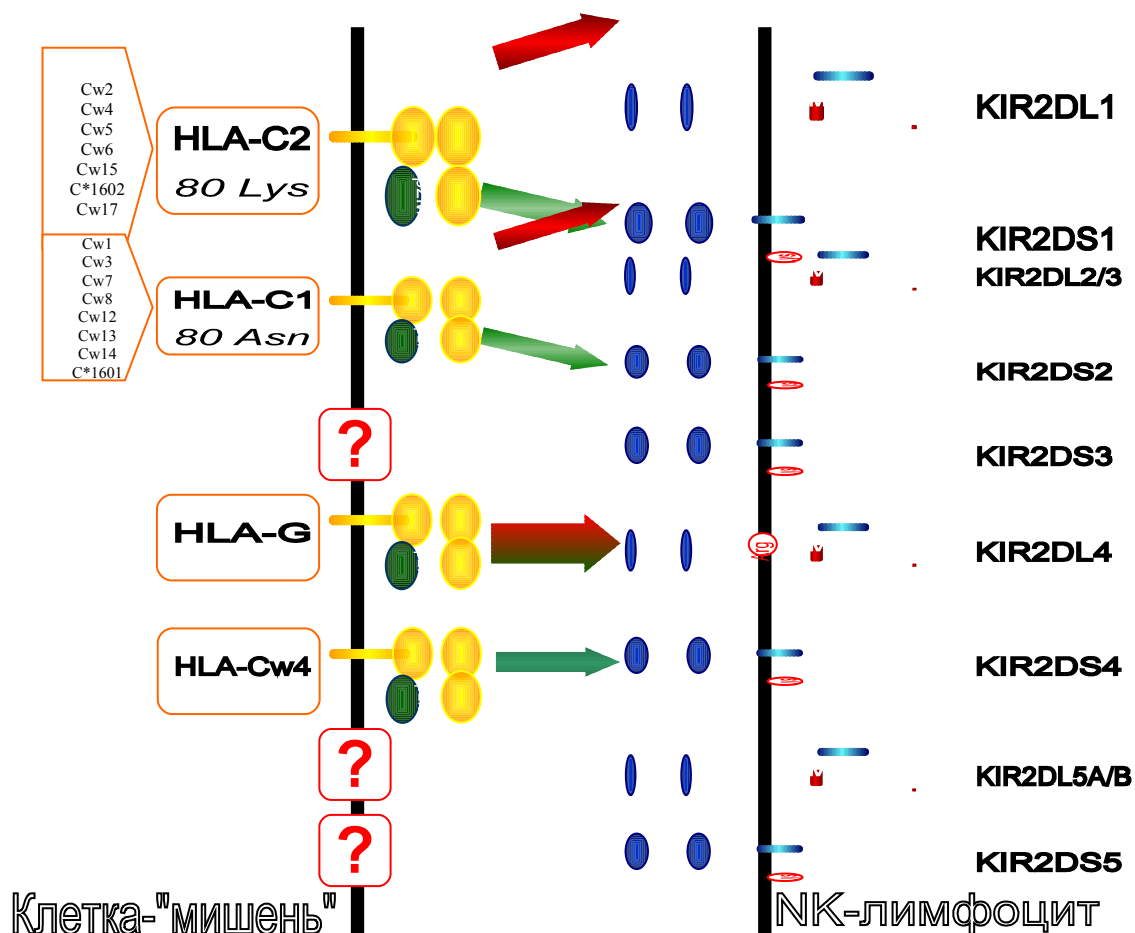 Cw2
Cw4
Cw5
Cw6
Cw15
C*1602
Cw17
HLA-C2
80 Lys
KIR2DL1
KIR2DS1
Cw1
Cw3
Cw7
Cw8
Cw12
Cw13
Cw14
C*1601
HLA-C1
80 Asn
KIR2DL2/3
KIR2DS2
?
KIR2DS3
HLA-G
Arg
KIR2DL4
HLA-Cw4
KIR2DS4
?
KIR2DL5A/B
?
KIR2DS5
Клетка-"мишень"
NK-лимфоцит